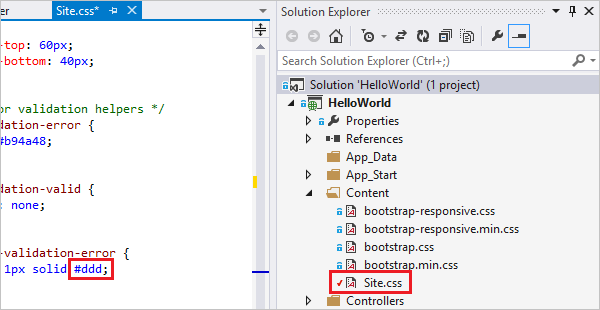 er
Site.css*
-top: 60px;
-bottom: 40px;
or validation helpers */
dation-error {
#b94a48;
dation-valid {
: none;
-validation-error {
1px solid #ddd;
Solution Explorer
Search Solution Explorer (Ctrl+;)
Solution 'HelloWorld' (1 project)
HelloWorld
Properties
References
App_Data
App_Start
Content
bootstrap-responsive.css
bootstrap-responsive.min.css
bootstrap.css
bootstrap.min.css
Site.css
Controllers